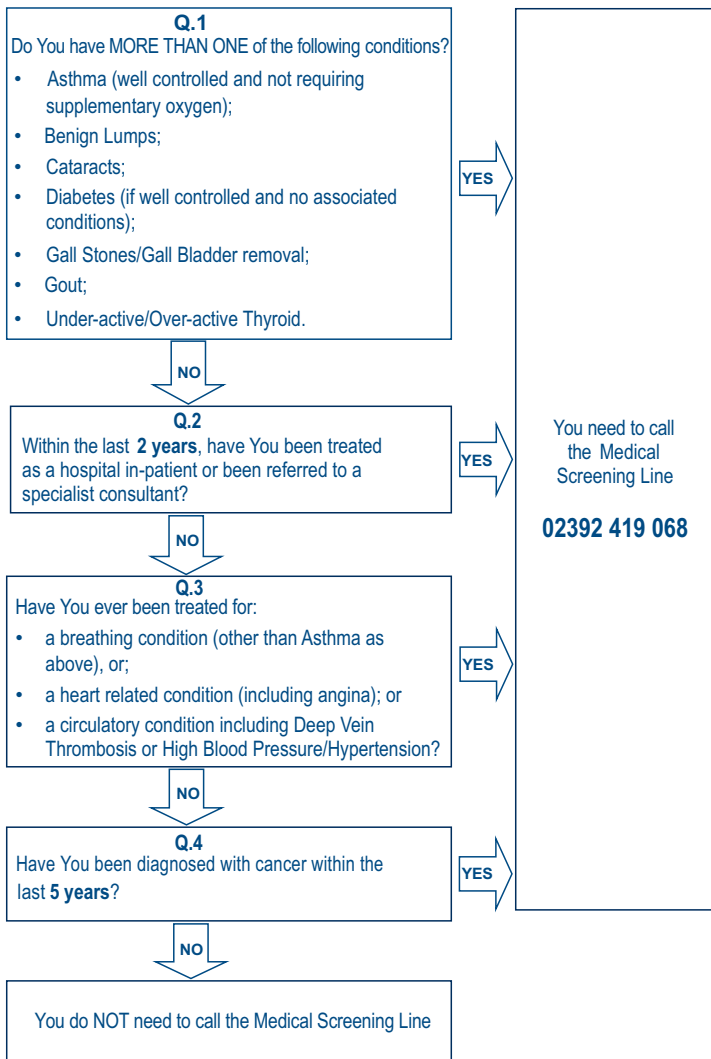 Q.1
Do You have MORE THAN ONE of the following conditions?
• Asthma (well controlled and not requiring
supplementary oxygen);
• Benign Lumps;
• Cataracts;
• Diabetes (if well controlled and no associated
conditions);
• Gall Stones/Gall Bladder removal;
• Gout;
• Under-active/Over-active Thyroid.
YES
NO
Q.2
Within the last 2 years, have You been treated
as a hospital in-patient or been referred to a
specialist consultant?
YES
You need to call
the Medical
Screening Line
02392 419 068
NO
Q.3
Have You ever been treated for:
• a breathing condition (other than Asthma as
above), or;
• a heart related condition (including angina); or
• a circulatory condition including Deep Vein
Thrombosis or High Blood Pressure/Hypertension?
YES
NO
Q.4
Have You been diagnosed with cancer within the
last 5 years?
YES
NO
You do NOT need to call the Medical Screening Line